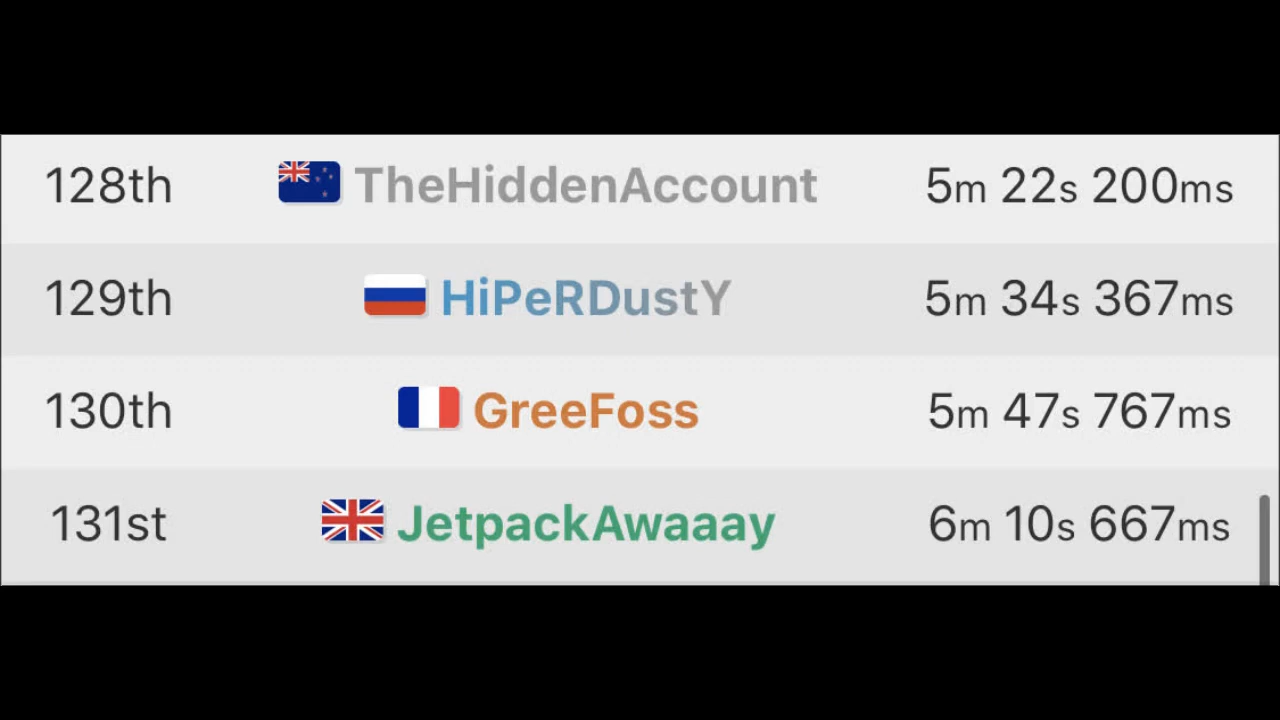 128th TheHiddenAccount 5m 22s 200ms
129th HiPeRDustY 5m 34s 367ms
130th GreeFoss 5m 47s 767ms
131st JetpackAwaaay 6m 10s 667ms